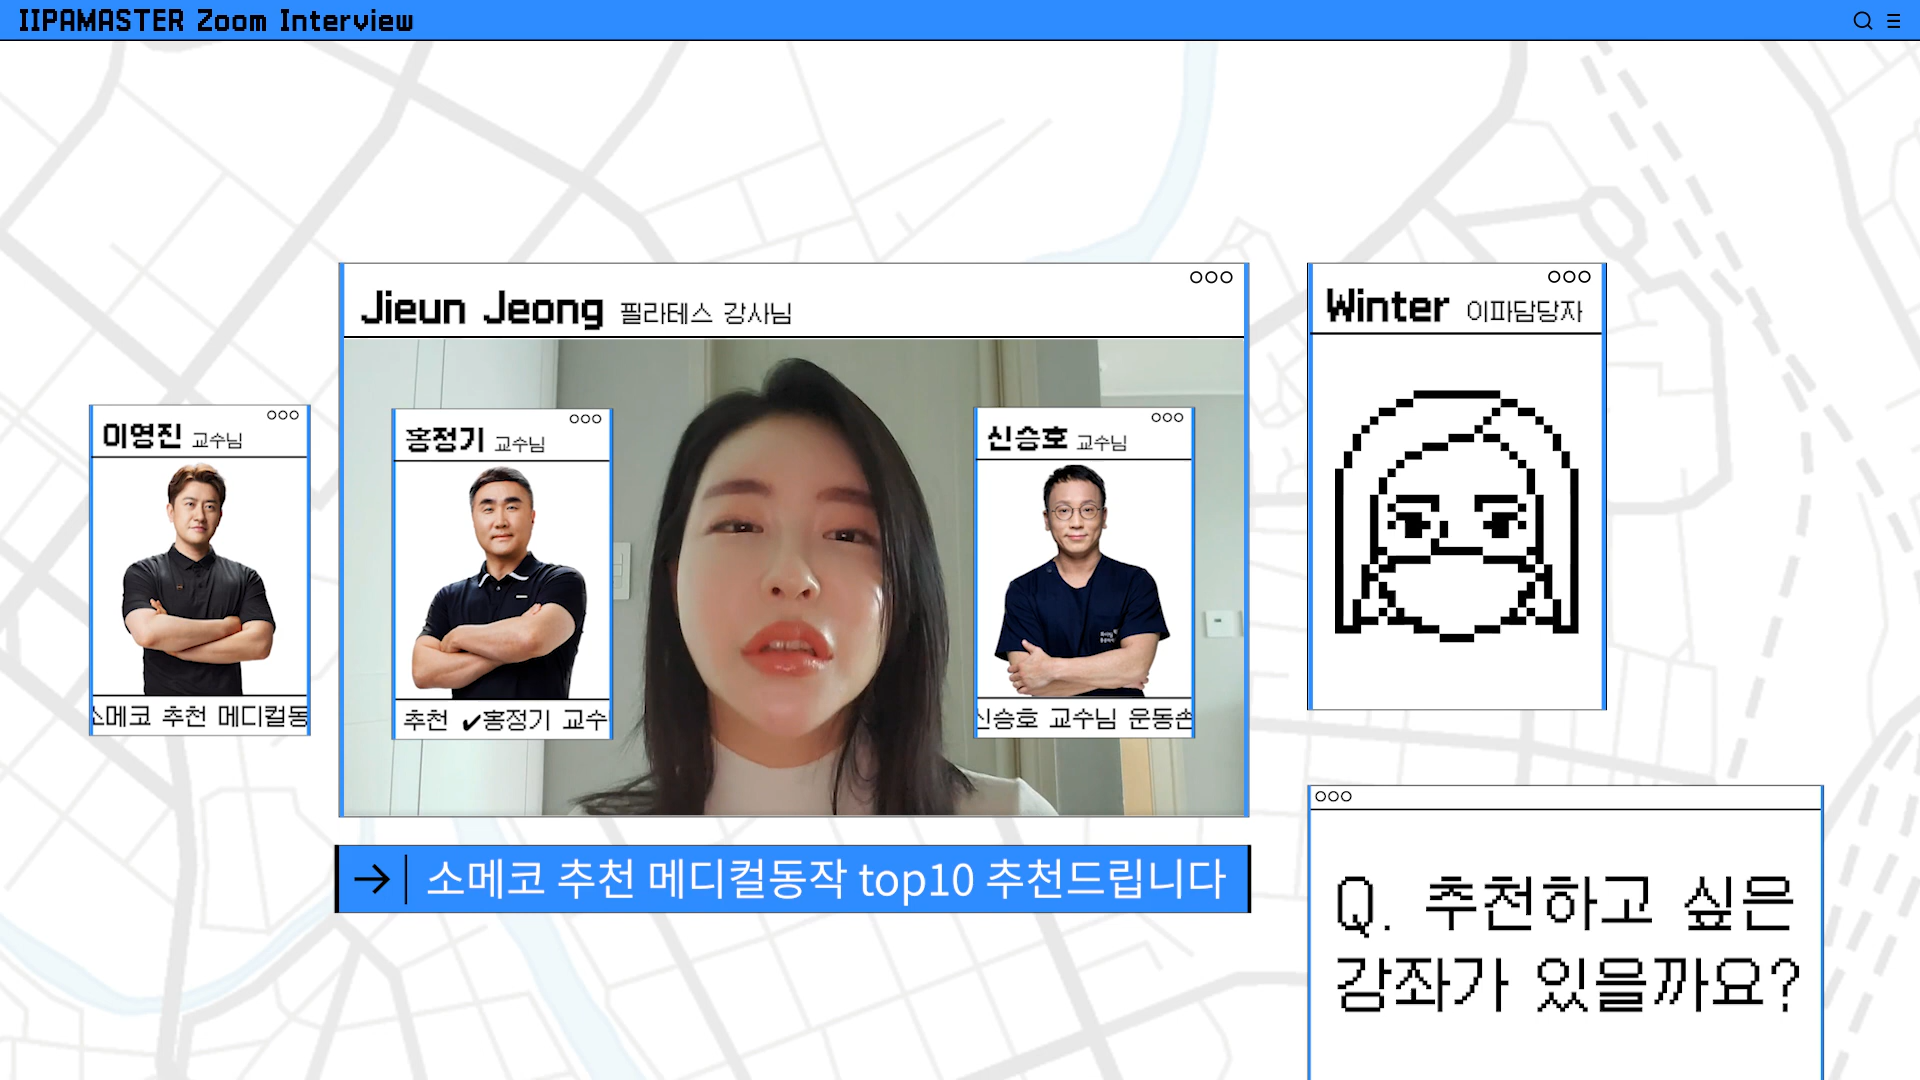 IIPAMASTER Zoom Interview
Jieun Jeong 필라테스 강사님
Winter 이파담당자
이영진 교수님
소메코 추천 메디컬동
홍정기 교수님
추천 ✔홍정기 교수
신승호 교수님
신승호 교수님 운동손
→ 소메코 추천 메디컬동작 top10 추천드립니다
Q. 추천하고 싶은
강좌가 있을까요?